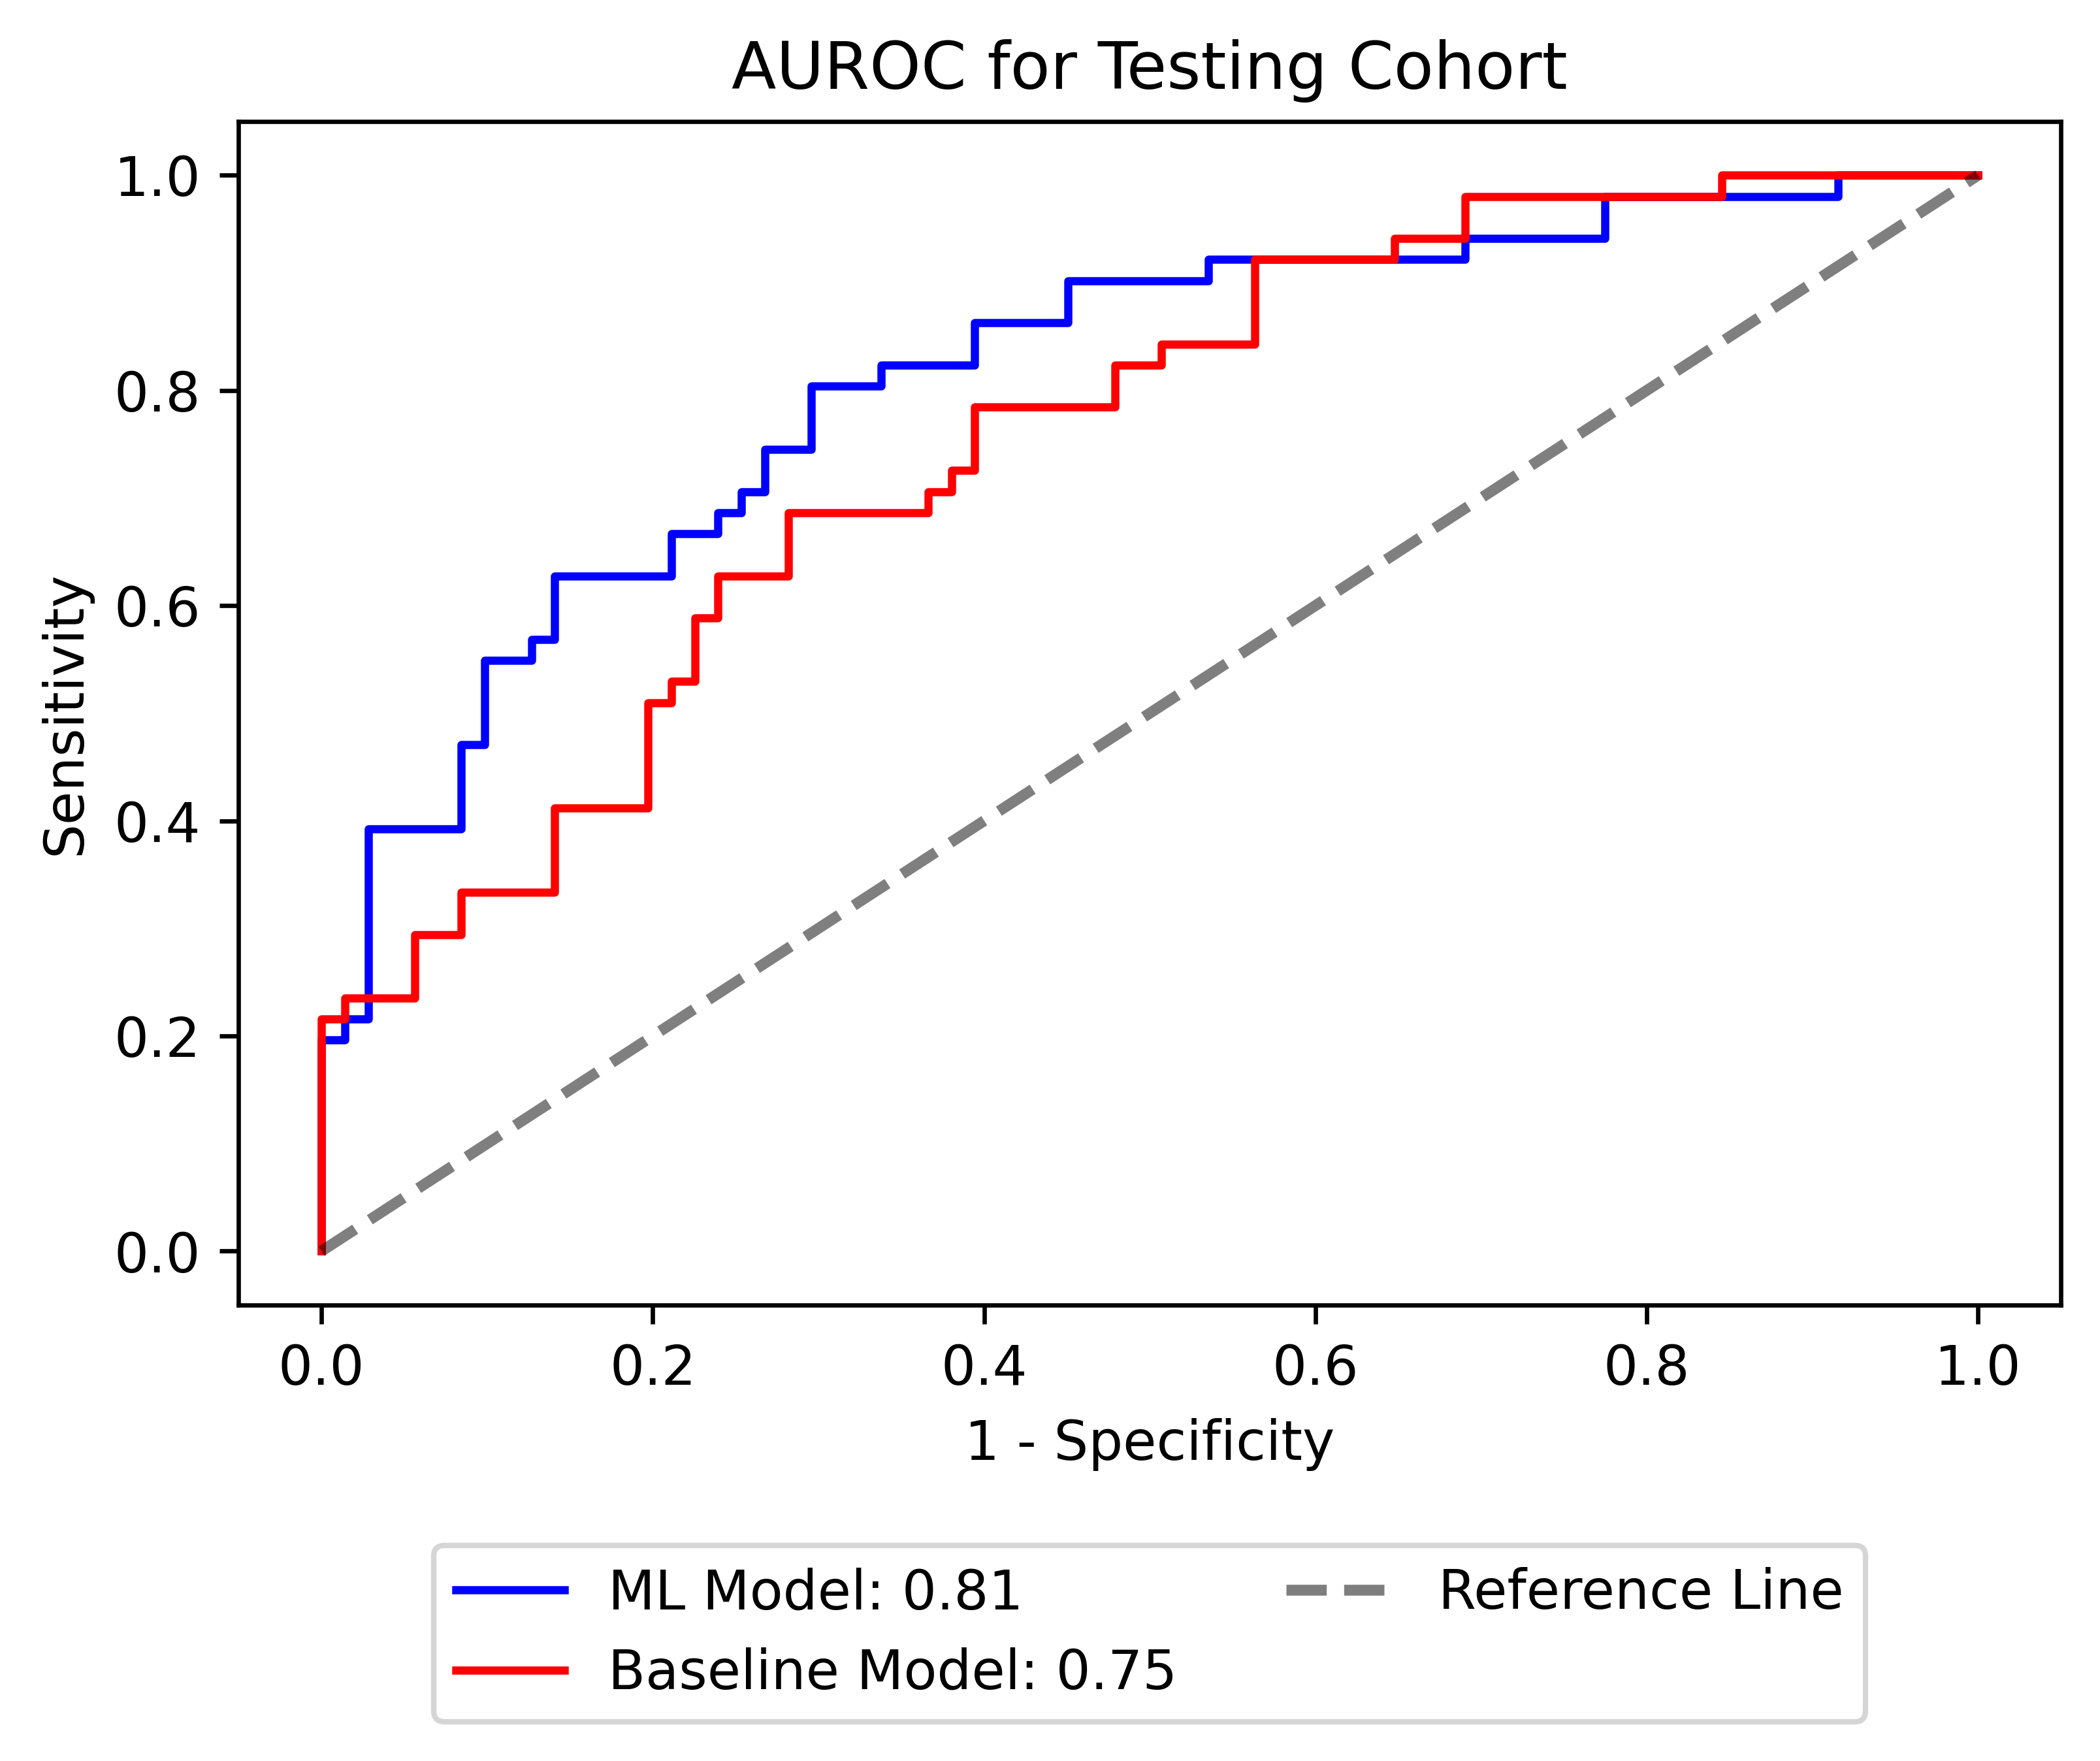 AUROC for Testing Cohort
1.0
0.8
0.6
0.4
0.2
0.0
Sensitivity
0.0 0.2 0.4 0.6 0.8 1.0
1 - Specificity
ML Model: 0.81
Baseline Model: 0.75
Reference Line